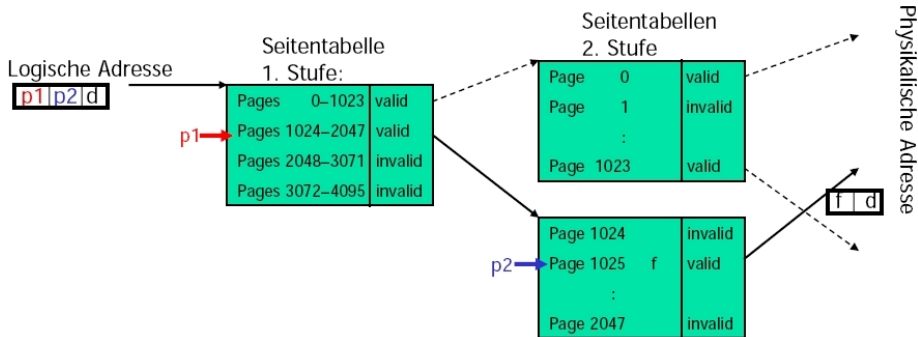 Logische Adresse
p1 p2 d
Seitentabelle
1. Stufe:
p1
Pages 0–1023 valid
Pages 1024–2047 valid
Pages 2048–3071 invalid
Pages 3072–4095 invalid
Seitentabellen
2. Stufe
Page 0 valid
Page 1 invalid
:
Page 1023 valid
p2
Page 1024 invalid
Page 1025 f valid
:
Page 2047 invalid
f d
Physikalische Adresse